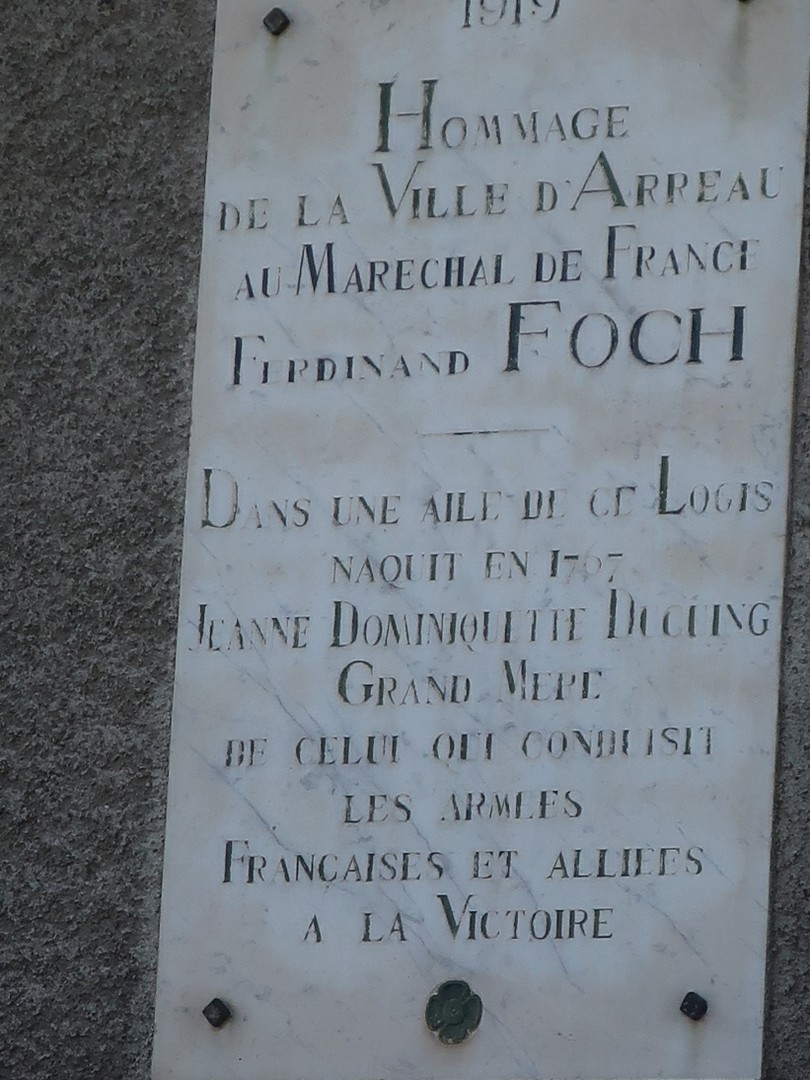 1919
HOMMAGE
DE LA VILLE D'ARREAU
AU MARECHAL DE FRANCE
FERDINAND FOCH
DANS UNE AILE DE CE LOGIS
NAQUIT EN
JEANNE DOMINIQUETTE DUCUING
GRAND MERE
DE CELUI QUI CONDUISIT
LES ARMEES
FRANÇAISES ET ALLIEES
A LA VICTOIRE